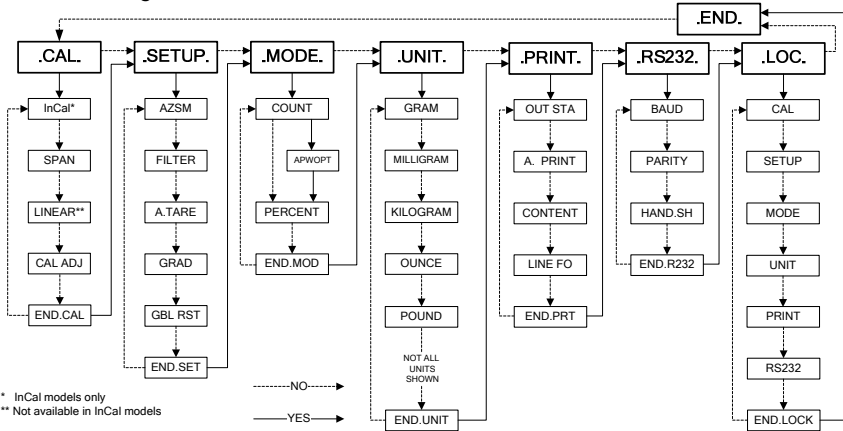 .END.
.CAL.
.SETUP.
.MODE.
.UNIT.
.PRINT.
.RS232.
.LOC.
InCal*
SPAN
LINEAR**
CAL ADJ
END.CAL
AZSM
FILTER
A.TARE
GRAD
GBL RST
END.SET
COUNT
APWOPT
PERCENT
END.MOD
GRAM
MILLIGRAM
KILOGRAM
OUNCE
POUND
NOT ALL
UNITS
SHOWN
END.UNIT
OUT STA
A. PRINT
CONTENT
LINE FO
END.PRT
BAUD
PARITY
HAND.SH
END.R232
CAL
SETUP
MODE
UNIT
PRINT
RS232
END.LOCK
NO
YES
* InCal models only
** Not available in InCal models